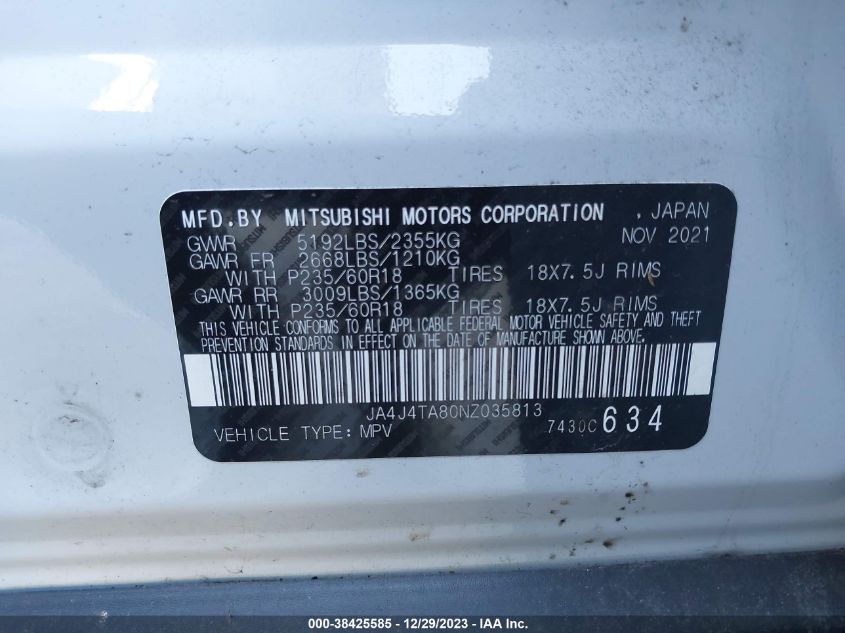 MFD.BY MITSUBISHI MOTORS CORPORATION . JAPAN
GVWR 5192LBS/2355KG NOV 2021
GAWR FR 2668LBS/1210KG
WITH P235/60R18 TIRES 18X7.5J RIMS
GAWR RR 3009LBS/1365KG
WITH P235/60R18 TIRES 18X7.5J RIMS
THIS VEHICLE CONFORMS TO ALL APPLICABLE FEDERAL MOTOR VEHICLE SAFETY AND THEFT
PREVENTION STANDARDS IN EFFECT ON THE DATE OF MANUFACTURE SHOWN ABOVE.
JA4J4TA80NZ035813
VEHICLE TYPE: MPV 7430C 634
000-38425585 - 12/29/2023 - IAAI.com